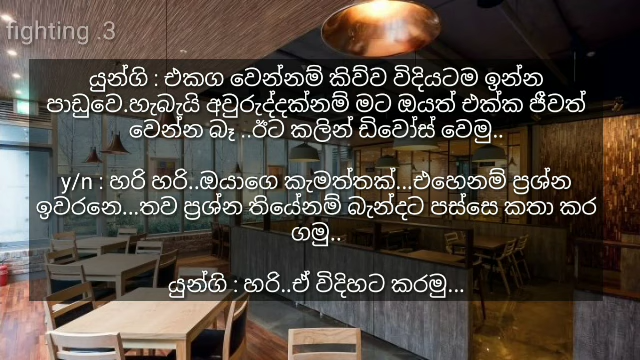 fighting .3
යුන්ගි : එකග වෙන්නම් කිව්ව විදියටම ඉන්න
පාඩුවෙ.හැබැයි අවුරුද්දක්නම් මට ඔයත් එක්ක ජීවත්
වෙන්න බෑ ..ඊට කලින් ඩිවෝස් වෙමු..
y/n : හරි හරි..ඔයාගෙ කැමත්තක්...එහෙනම් ප්‍රශ්න
ඉවරනෙ...තව ප්‍රශ්න තියේනම් බැන්දට පස්සෙ කතා කර
ගමු..
යුන්ගි : හරි..ඒ විදිහට කරමු...